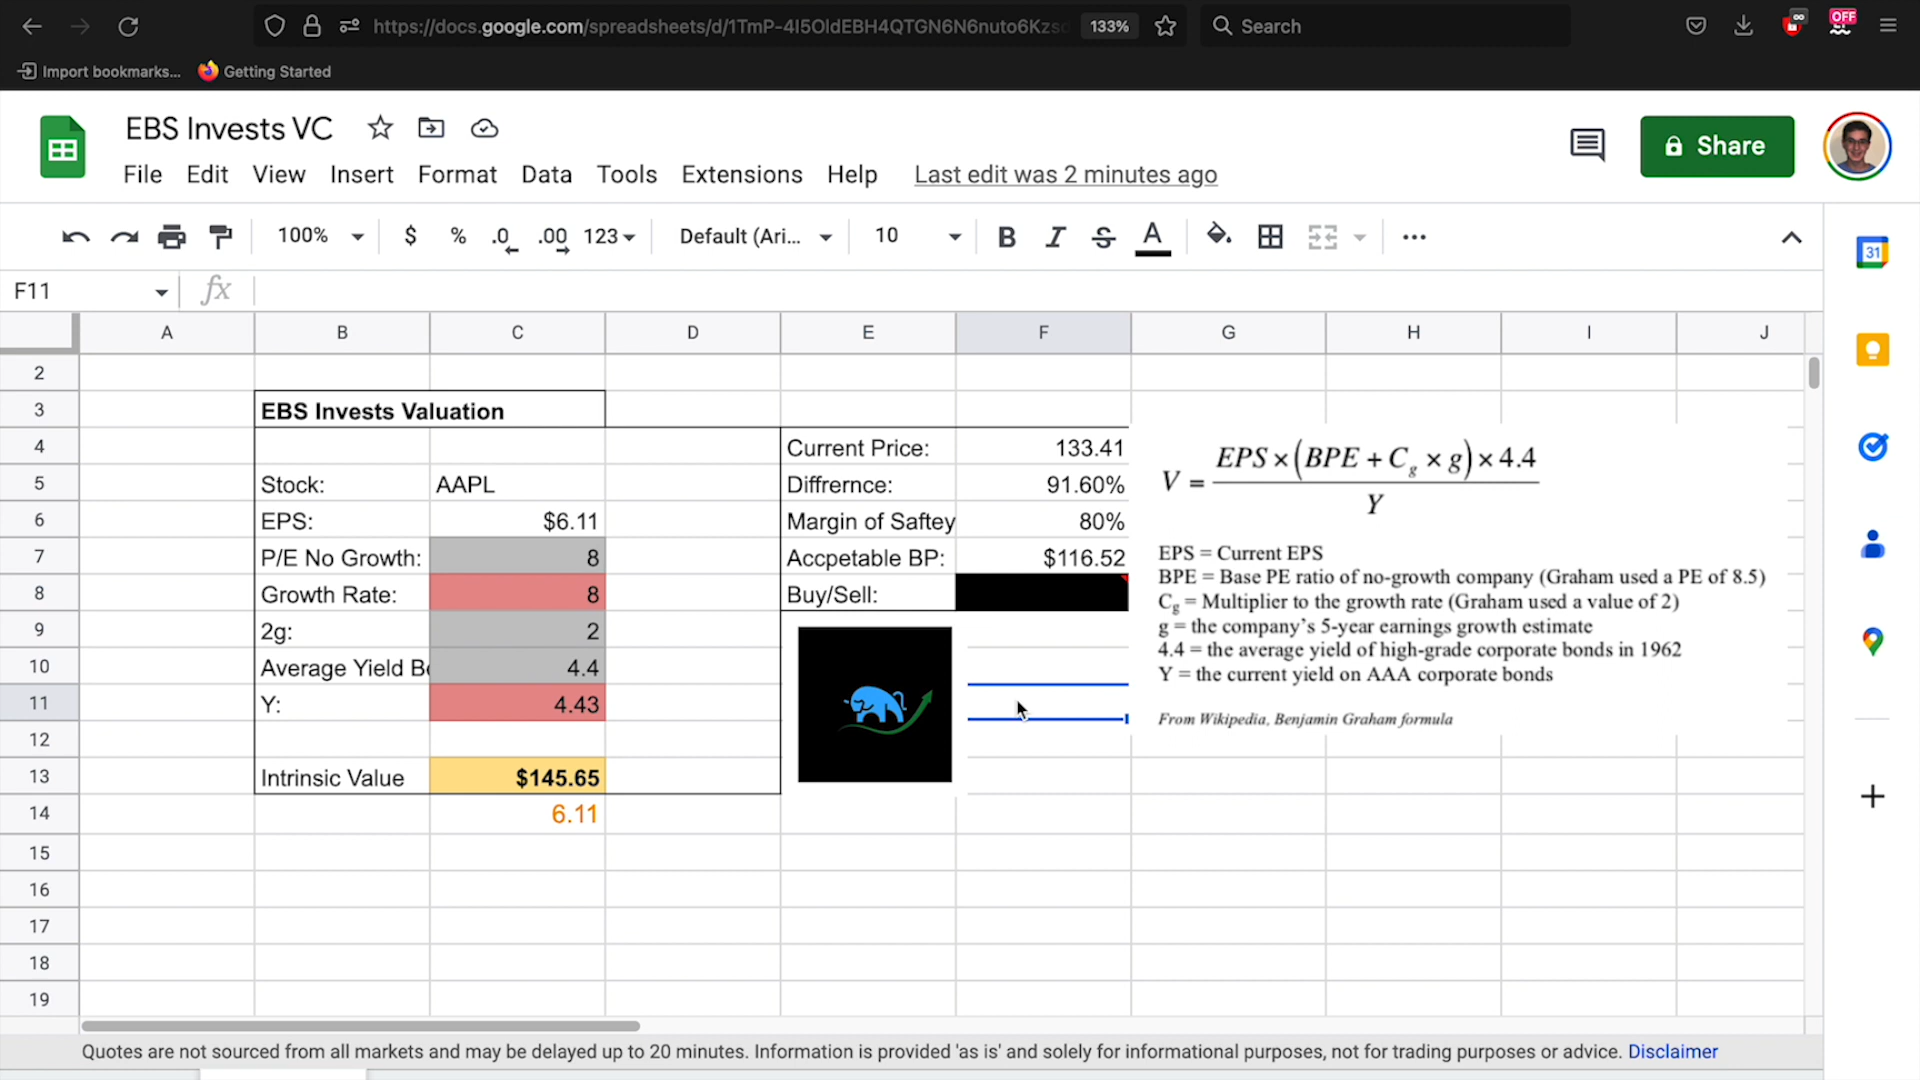 https://docs.google.com/spreadsheets/d/1TmP-4I5OldEBH4QTGN6N6nuto6Kzsc
133%
Search
OFF
Import bookmarks...
Getting Started
EBS Invests VC
File Edit View Insert Format Data Tools Extensions Help Last edit was 2 minutes ago
Share
100% $ % .0 .00 123 Default (Ari... 10 B I S A ...
31
F11 fx
A B C D E F G H I J
2
3 EBS Invests Valuation
4 Current Price: 133.41
5 Stock: AAPL Diffrernce: 91.60%
6 EPS: $6.11 Margin of Saftey 80%
7 P/E No Growth: 8 Accpetable BP: $116.52
8 Growth Rate: 8 Buy/Sell:
9 2g: 2
10 Average Yield 4.4
11 Y: 4.43
12
13 Intrinsic Value $145.65
14 6.11
15
16
17
18
19
V = EPS × (BPE + Cg × g) × 4.4
Y
EPS = Current EPS
BPE = Base PE ratio of no-growth company (Graham used a PE of 8.5)
Cg = Multiplier to the growth rate (Graham used a value of 2)
g = the company's 5-year earnings growth estimate
4.4 = the average yield of high-grade corporate bonds in 1962
Y = the current yield on AAA corporate bonds
From Wikipedia, Benjamin Graham formula
Quotes are not sourced from all markets and may be delayed up to 20 minutes. Information is provided 'as is' and solely for informational purposes, not for trading purposes or advice. Disclaimer